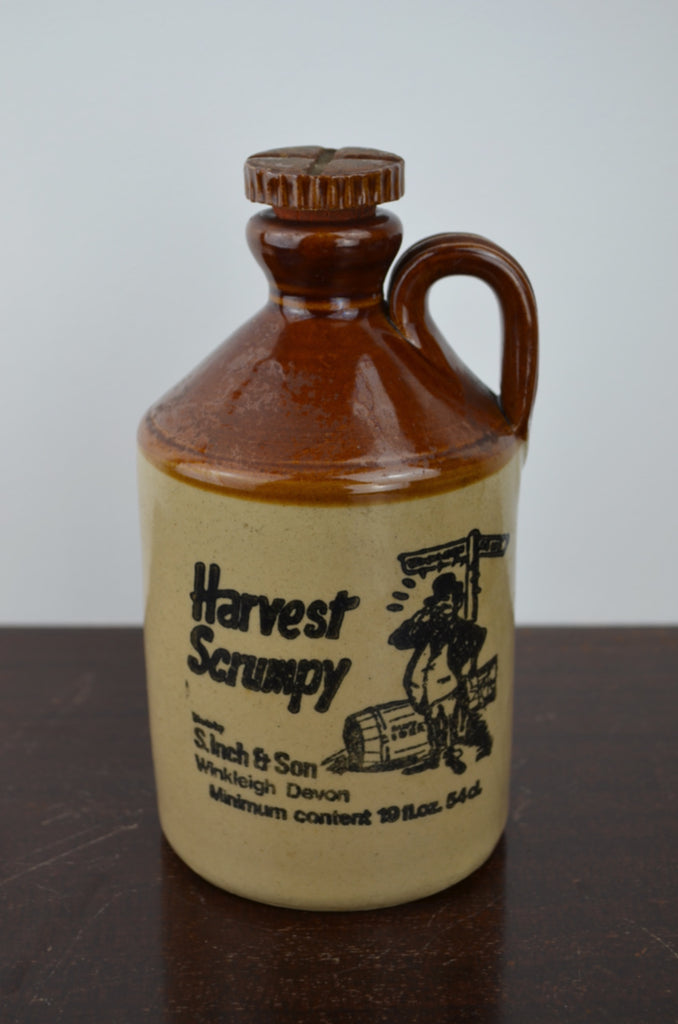 Harvest
Scrumpy
S. Inch & Son
Winkleigh Devon
Minimum content 19 fl.oz. 54cl.